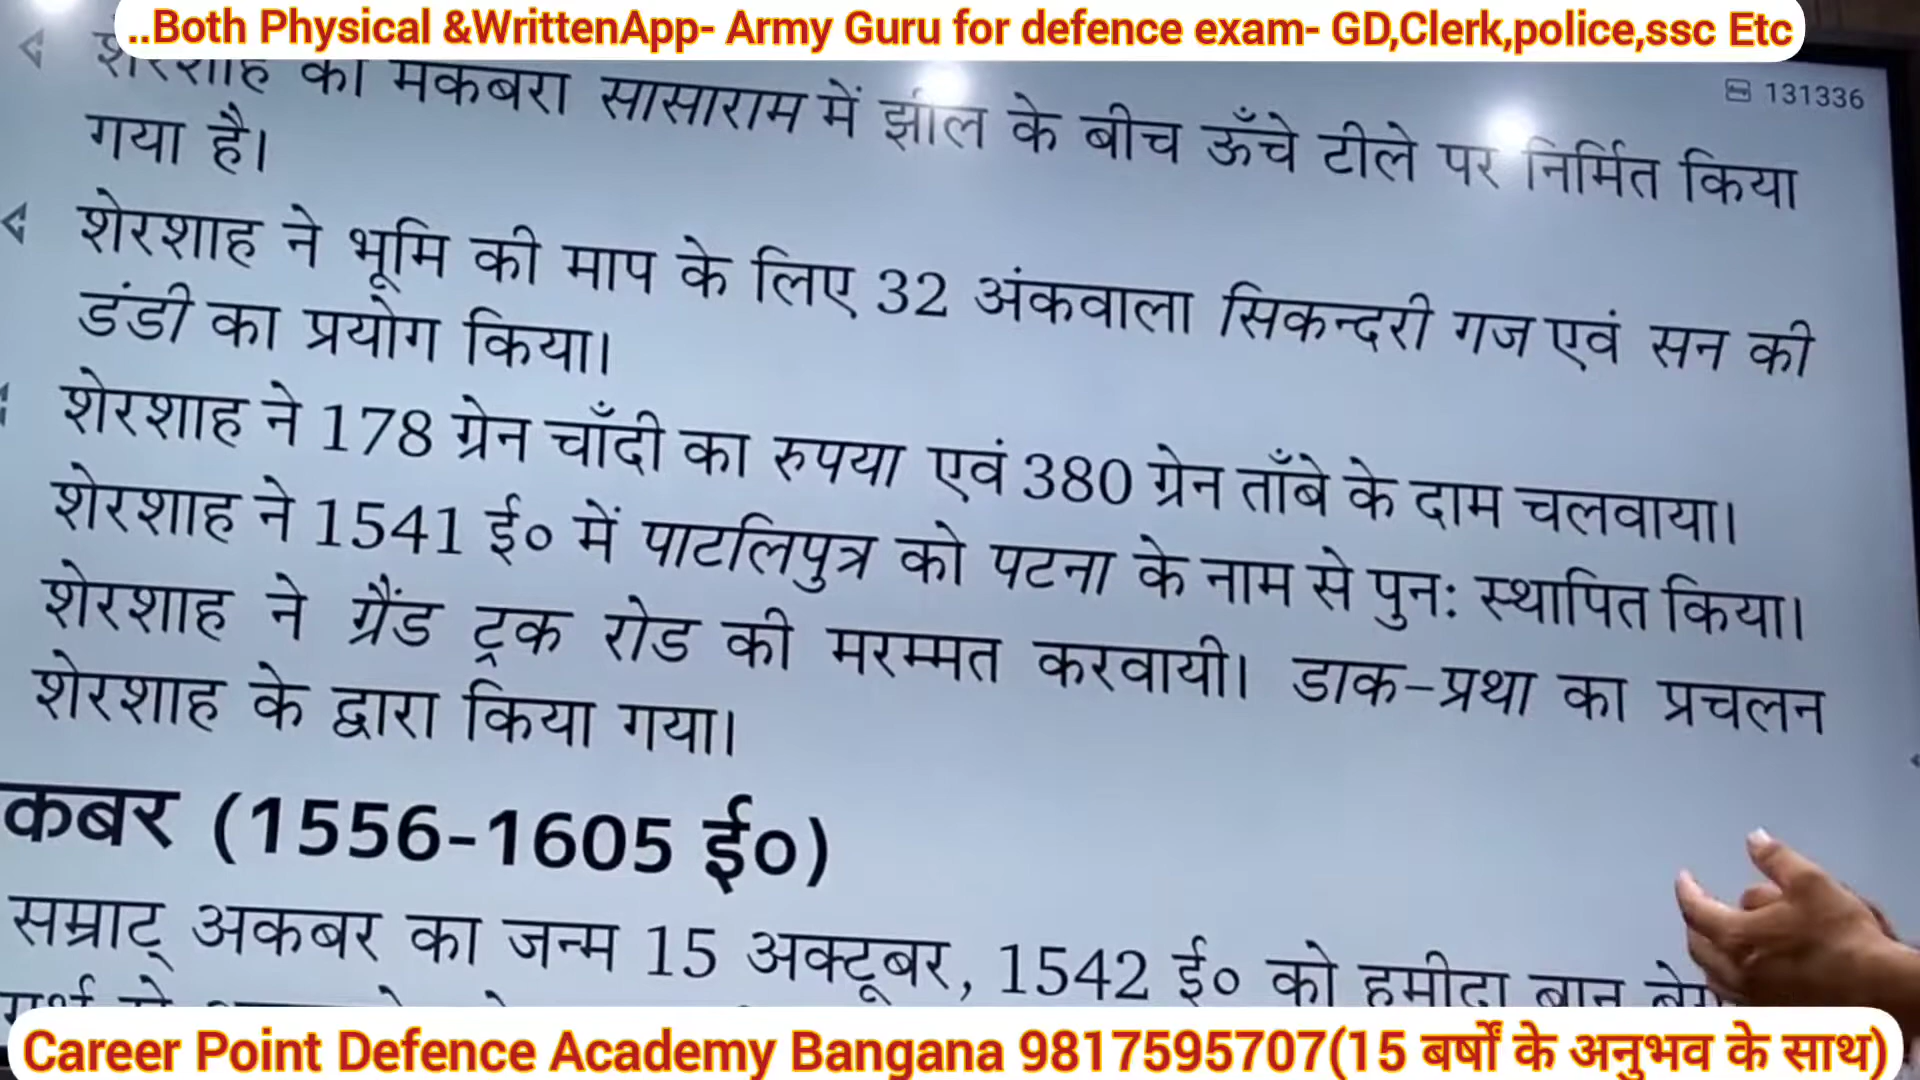 ..Both Physical &WrittenApp- Army Guru for defence exam- GD,Clerk,police,ssc Etc
131336
शेरशाह का मकबरा सासाराम में झील के बीच ऊँचे टीले पर निर्मित किया
गया है।
शेरशाह ने भूमि की माप के लिए 32 अंकवाला सिकन्दरी गज एवं सन की
डंडी का प्रयोग किया।
शेरशाह ने 178 ग्रेन चाँदी का रुपया एवं 380 ग्रेन ताँबे के दाम चलवाया।
शेरशाह ने 1541 ई० में पाटलिपुत्र को पटना के नाम से पुनः स्थापित किया।
शेरशाह ने ग्रैंड ट्रक रोड की मरम्मत करवायी। डाक-प्रथा का प्रचलन
शेरशाह के द्वारा किया गया।
कबर (1556-1605 ई०)
सम्राट् अकबर का जन्म 15 अक्टूबर, 1542 ई० को हमीदा बानू
Career Point Defence Academy Bangana 9817595707(15 बर्षों के अनुभव के साथ)